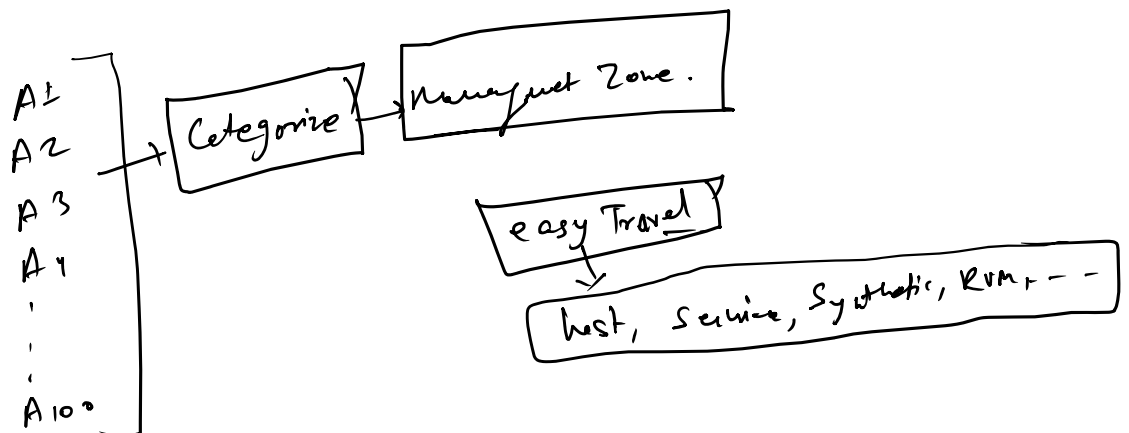 A1
A2
A3
A4
.
.
.
A100
Categorize
Management Zone.
easy Travel
host, Service, Synthetic, RUM, - -